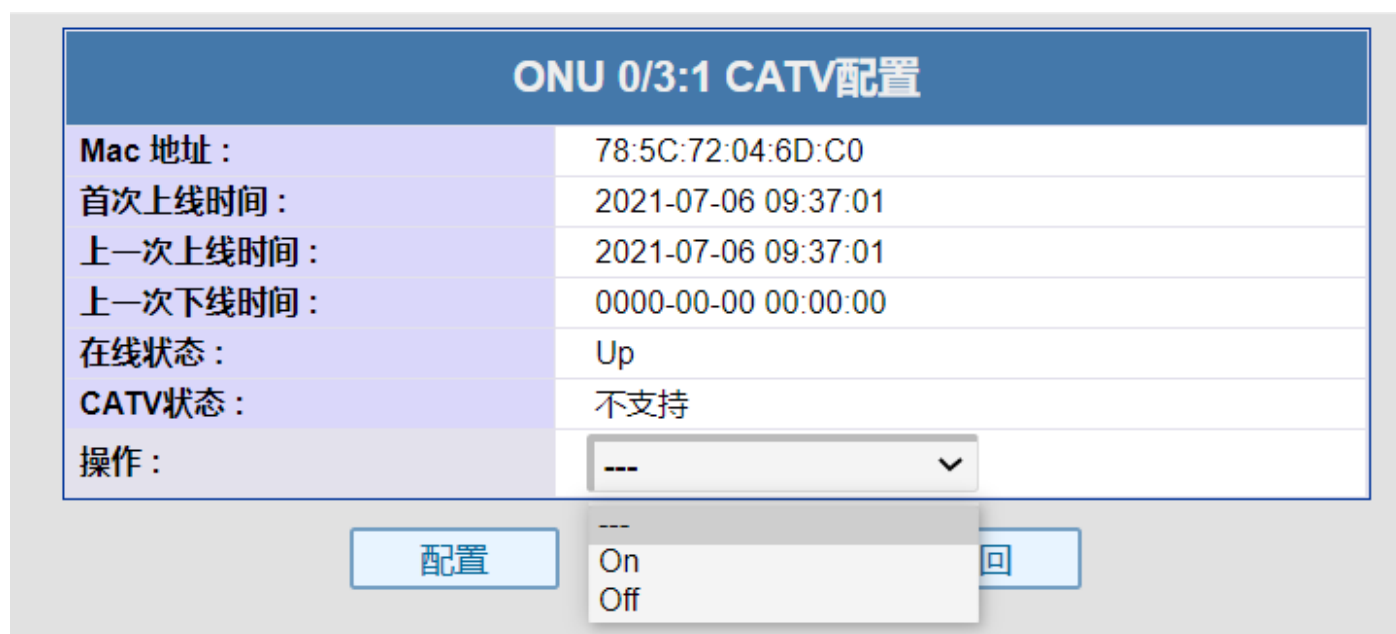 ONU 0/3:1 CATV配置
Mac 地址： 78:5C:72:04:6D:C0
首次上线时间： 2021-07-06 09:37:01
上一次上线时间： 2021-07-06 09:37:01
上一次下线时间： 0000-00-00 00:00:00
在线状态： Up
CATV状态： 不支持
操作： ---
---
配置 On 回
Off